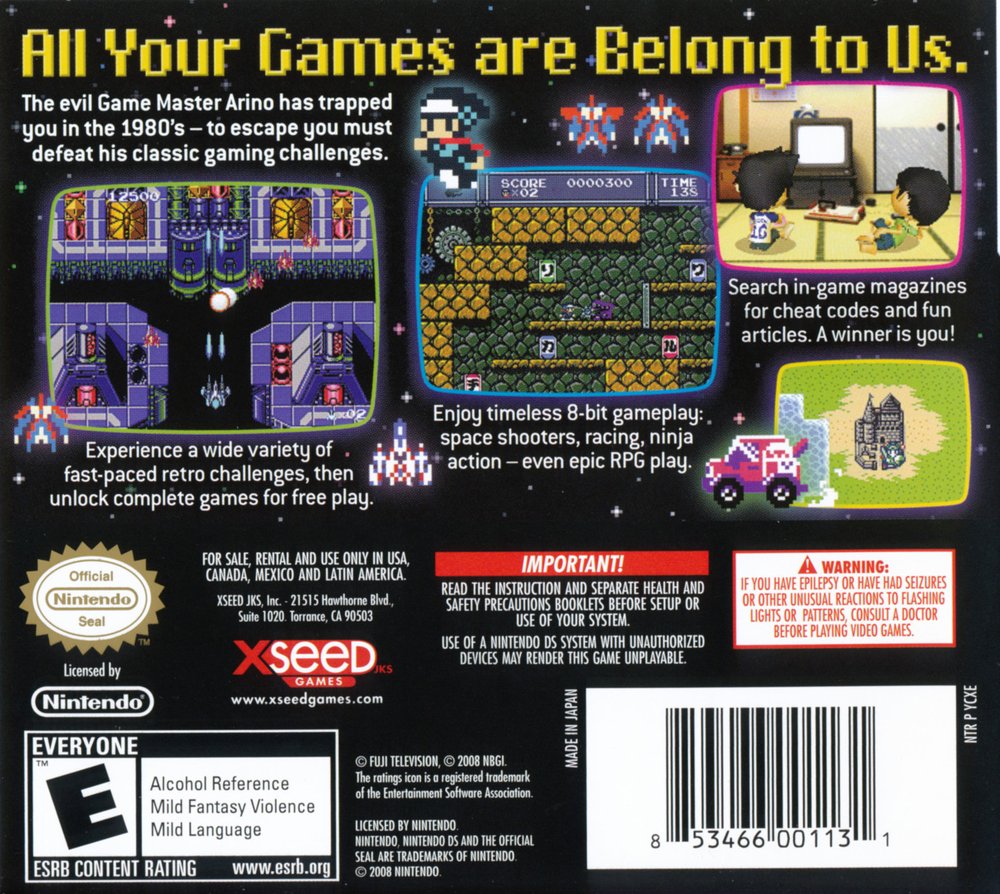 All Your Games are Belong to Us.
The evil Game Master Arino has trapped
you in the 1980's – to escape you must
defeat his classic gaming challenges.
12500
x02
Experience a wide variety of
fast-paced retro challenges, then
unlock complete games for free play.
SCORE 0000300 TIME
x02 13s
Enjoy timeless 8-bit gameplay:
space shooters, racing, ninja
action – even epic RPG play.
16
Search in-game magazines
for cheat codes and fun
articles. A winner is you!
Official
Nintendo
Seal
TM
Licensed by
Nintendo
FOR SALE, RENTAL AND USE ONLY IN USA,
CANADA, MEXICO AND LATIN AMERICA.
XSEED JKS, Inc. - 21515 Hawthorne Blvd.,
Suite 1020. Torrance, CA 90503
XSEED JKS
GAMES
www.xseedgames.com
IMPORTANT!
READ THE INSTRUCTION AND SEPARATE HEALTH AND
SAFETY PRECAUTIONS BOOKLETS BEFORE SETUP OR
USE OF YOUR SYSTEM.
USE OF A NINTENDO DS SYSTEM WITH UNAUTHORIZED
DEVICES MAY RENDER THIS GAME UNPLAYABLE.
WARNING:
IF YOU HAVE EPILEPSY OR HAVE HAD SEIZURES
OR OTHER UNUSUAL REACTIONS TO FLASHING
LIGHTS OR PATTERNS, CONSULT A DOCTOR
BEFORE PLAYING VIDEO GAMES.
EVERYONE
TM
E
Alcohol Reference
Mild Fantasy Violence
Mild Language
ESRB CONTENT RATING www.esrb.org
© FUJI TELEVISION, © 2008 NBGI.
The ratings icon is a registered trademark
of the Entertainment Software Association.
LICENSED BY NINTENDO.
NINTENDO, NINTENDO DS AND THE OFFICIAL
SEAL ARE TRADEMARKS OF NINTENDO.
© 2008 NINTENDO.
MADE IN JAPAN
8 53466 00113 1
NTR P YCXE